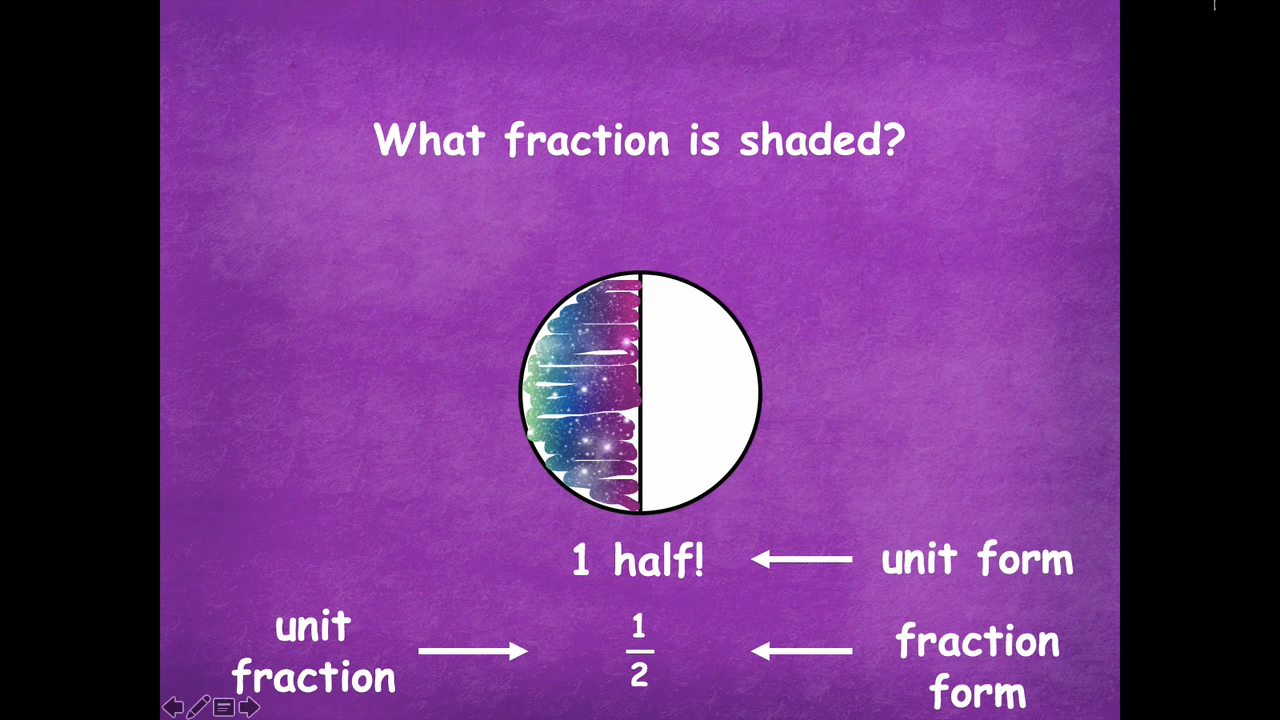 What fraction is shaded?
1 half!
unit form
unit
fraction
1
2
fraction
form